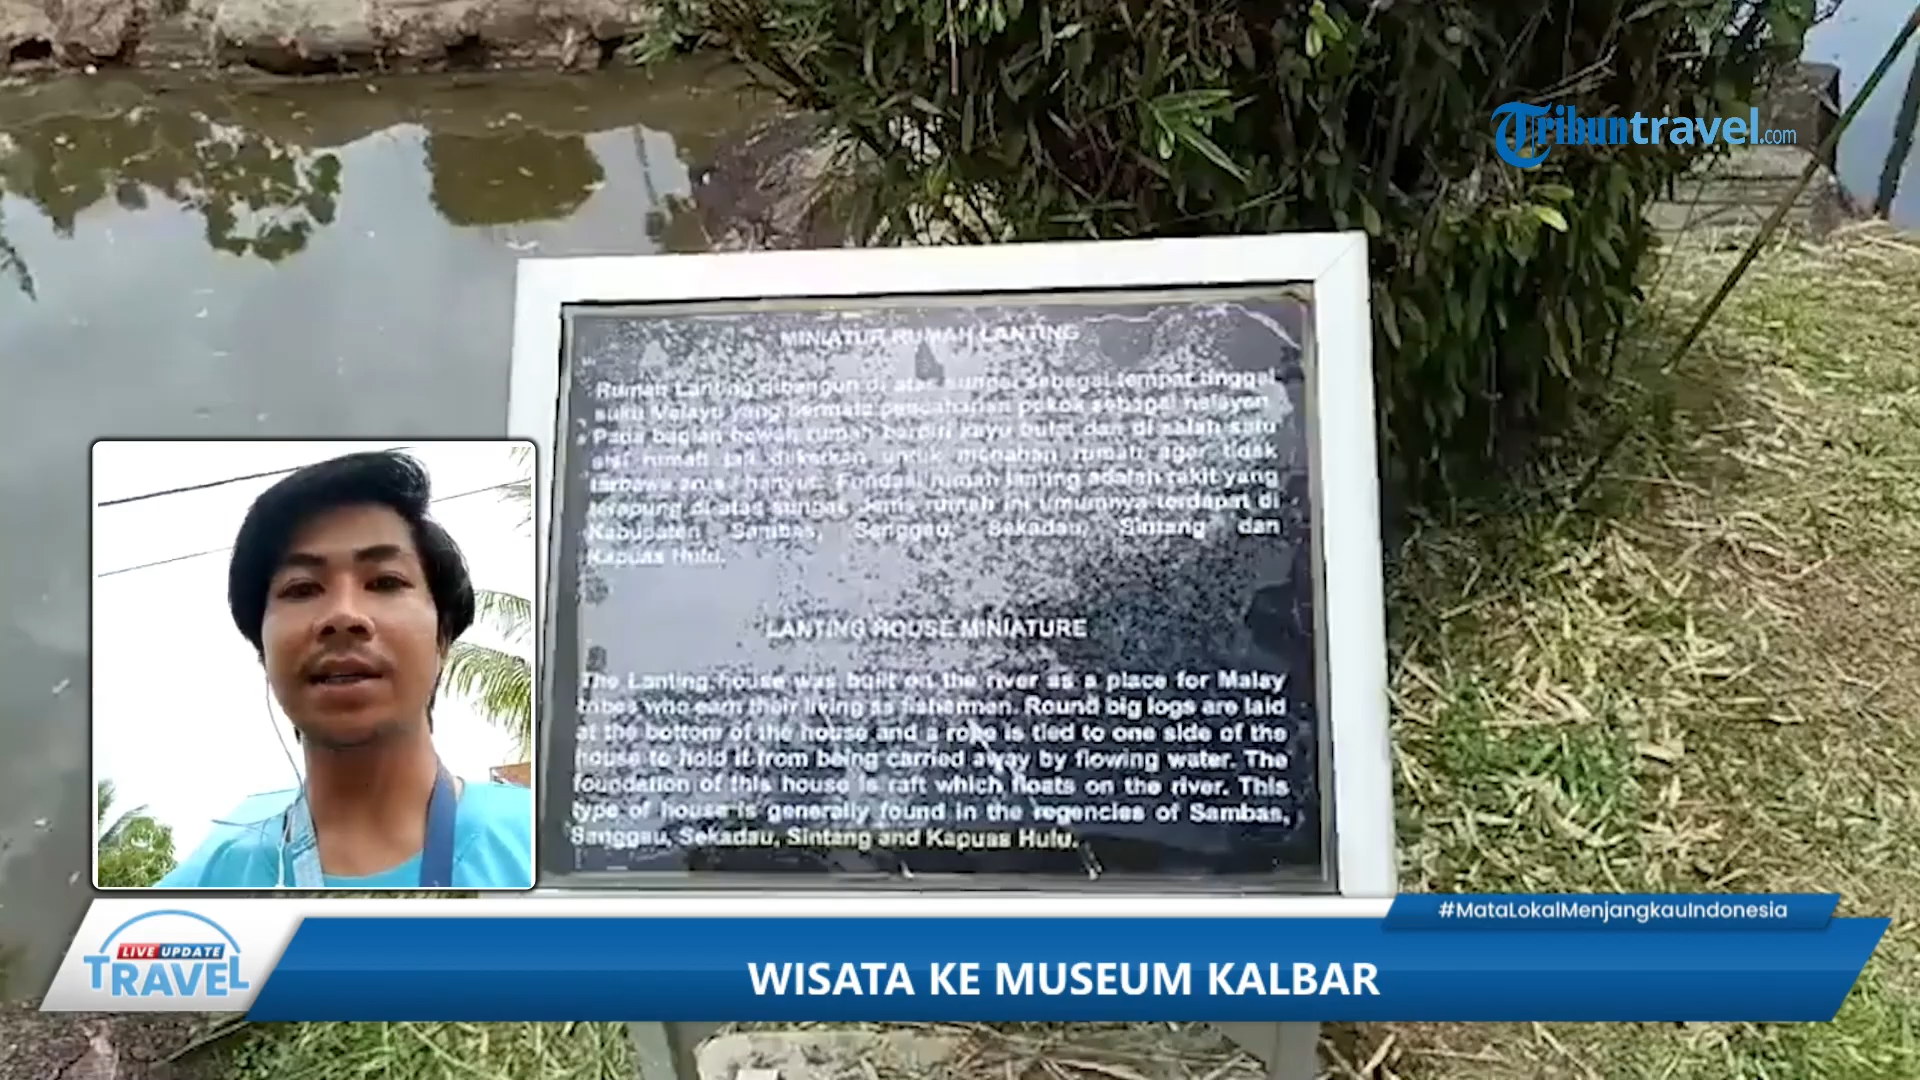 Tribuntravel.com
MINIATUR RUMAH LANTING
Rumah Lanting dibangun di atas sungai sebagai tempat tinggal
suku Melayu yang bermata pencaharian pokok sebagai nelayan.
Pada bagian bawah rumah berdiri kayu bulat dan di salah satu
sisi rumah tali diikatkan untuk menahan rumah agar tidak
terbawa arus / hanyut. Fondasi rumah lanting adalah rakit yang
terapung di atas sungai. Jenis rumah ini umumnya terdapat di
Kabupaten Sambas, Sanggau, Sekadau, Sintang dan
Kapuas Hulu.
LANTING HOUSE MINIATURE
The Lanting house was built on the river as a place for Malay
tribes who earn their living as fishermen. Round big logs are laid
at the bottom of the house and a rope is tied to one side of the
house to hold it from being carried away by flowing water. The
foundation of this house is raft which floats on the river. This
type of house is generally found in the regencies of Sambas,
Sanggau, Sekadau, Sintang and Kapuas Hulu.
#MataLokalMenjangkauIndonesia
LIVE UPDATE
TRAVEL
WISATA KE MUSEUM KALBAR